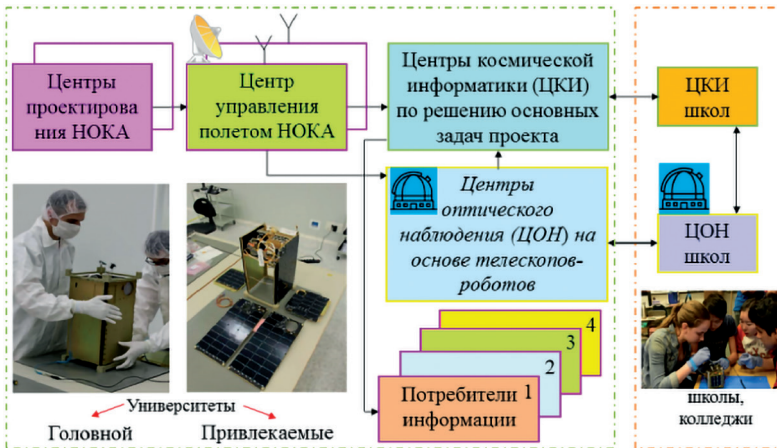 Центры
проектирова
ния НОКА
Центр
управления
полетом НОКА
Центры космической
информатики (ЦКИ)
по решению основных
задач проекта
ЦКИ
школ
Центры
оптического
наблюдения (ЦОН) на
основе телескопов-
роботов
ЦОН
школ
4
3
2
Потребители 1
информации
Университеты
Головной Привлекаемые
школы,
колледжи